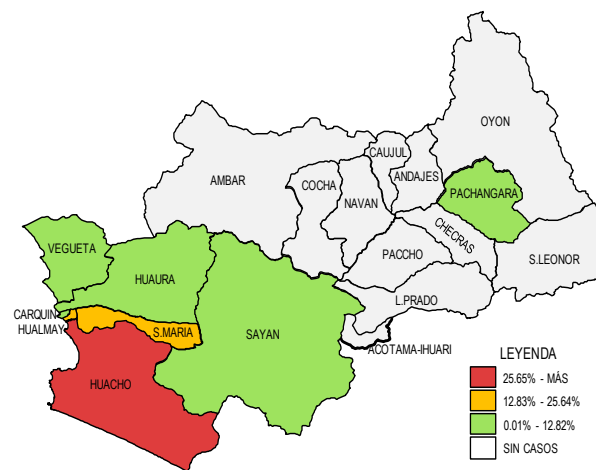 OYON
CAUJUL
ANDAJES
AMBAR
COCHA
NAVAN
PACHANGARA
CHECRAS
VEGUETA
HUAURA
PACCHO
S.LEONOR
L.PRADO
CARQUIN
HUALMAY
S.MARIA
SAYAN
ACOTAMA-IHUARI
HUACHO
LEYENDA
25.65% - MÁS
12.83% - 25.64%
0.01% - 12.82%
SIN CASOS